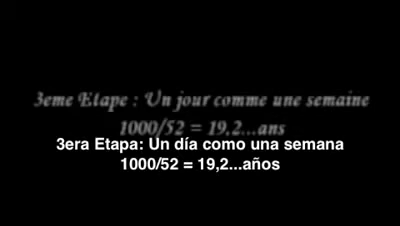 3eme Etape : Un jour comme une semaine
1000/52 = 19,2...ans
3era Etapa: Un día como una semana
1000/52 = 19,2...años